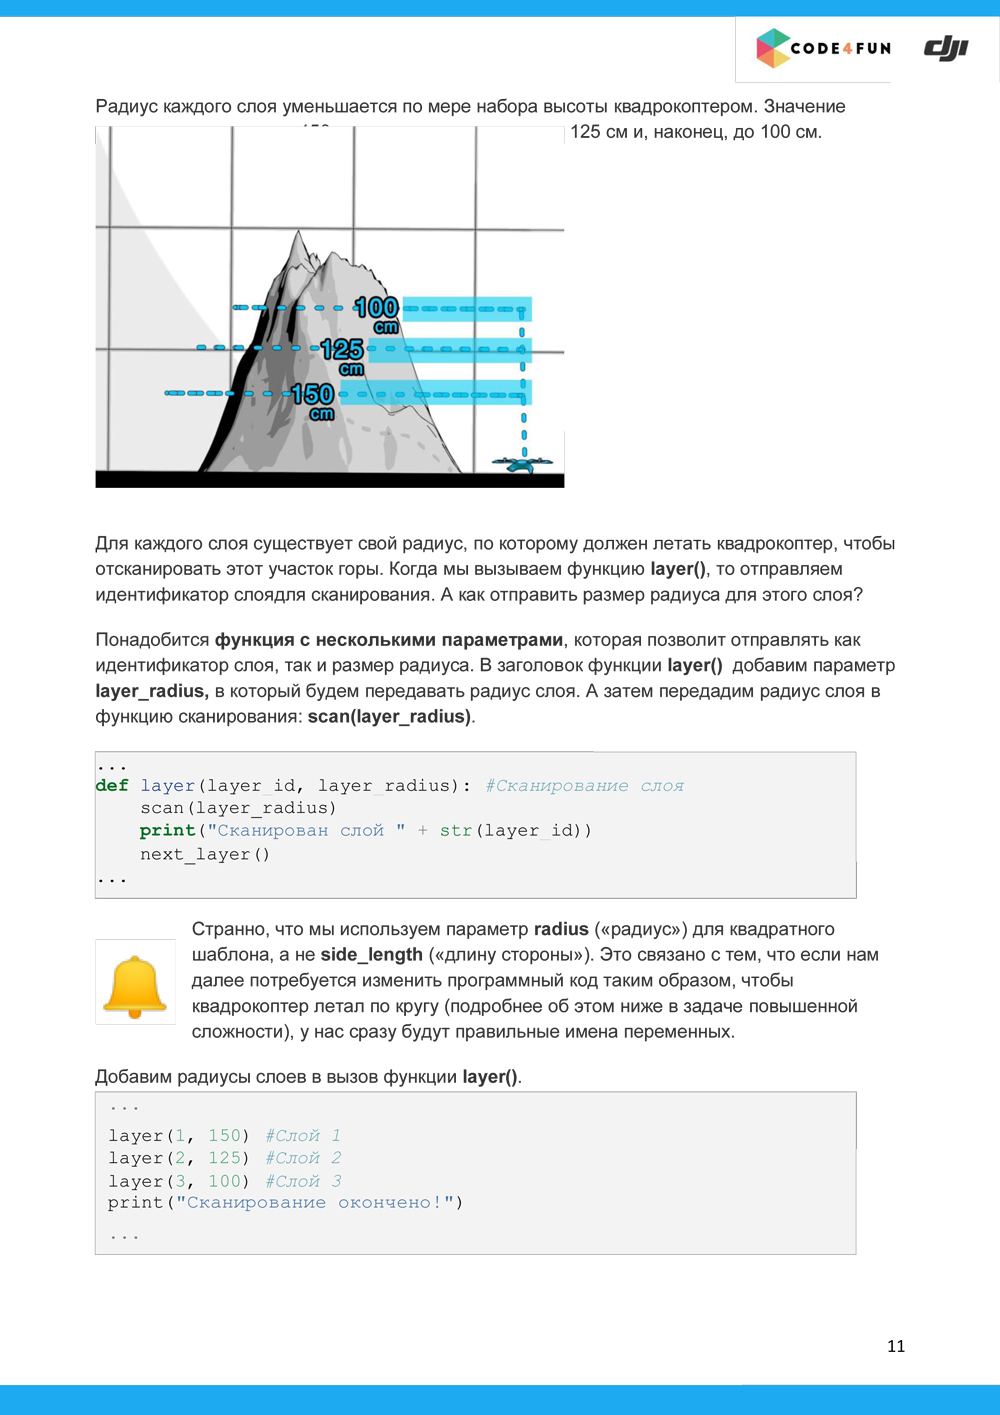 CODE4FUN dji
Радиус каждого слоя уменьшается по мере набора высоты квадрокоптером. Значение
125 см и, наконец, до 100 см.
100
cm
125
cm
150
cm
Для каждого слоя существует свой радиус, по которому должен летать квадрокоптер, чтобы
отсканировать этот участок горы. Когда мы вызываем функцию layer(), то отправляем
идентификатор слоядля сканирования. А как отправить размер радиуса для этого слоя?
Понадобится функция с несколькими параметрами, которая позволит отправлять как
идентификатор слоя, так и размер радиуса. В заголовок функции layer() добавим параметр
layer_radius, в который будем передавать радиус слоя. А затем передадим радиус слоя в
функцию сканирования: scan(layer_radius).
...
def layer(layer_id, layer_radius): #Сканирование слоя
    scan(layer_radius)
    print("Сканирован слой " + str(layer_id))
    next_layer()
...
Странно, что мы используем параметр radius («радиус») для квадратного
шаблона, а не side_length («длину стороны»). Это связано с тем, что если нам
далее потребуется изменить программный код таким образом, чтобы
квадрокоптер летал по кругу (подробнее об этом ниже в задаче повышенной
сложности), у нас сразу будут правильные имена переменных.
Добавим радиусы слоев в вызов функции layer().
...
layer(1, 150) #Слой 1
layer(2, 125) #Слой 2
layer(3, 100) #Слой 3
print("Сканирование окончено!")
...
11